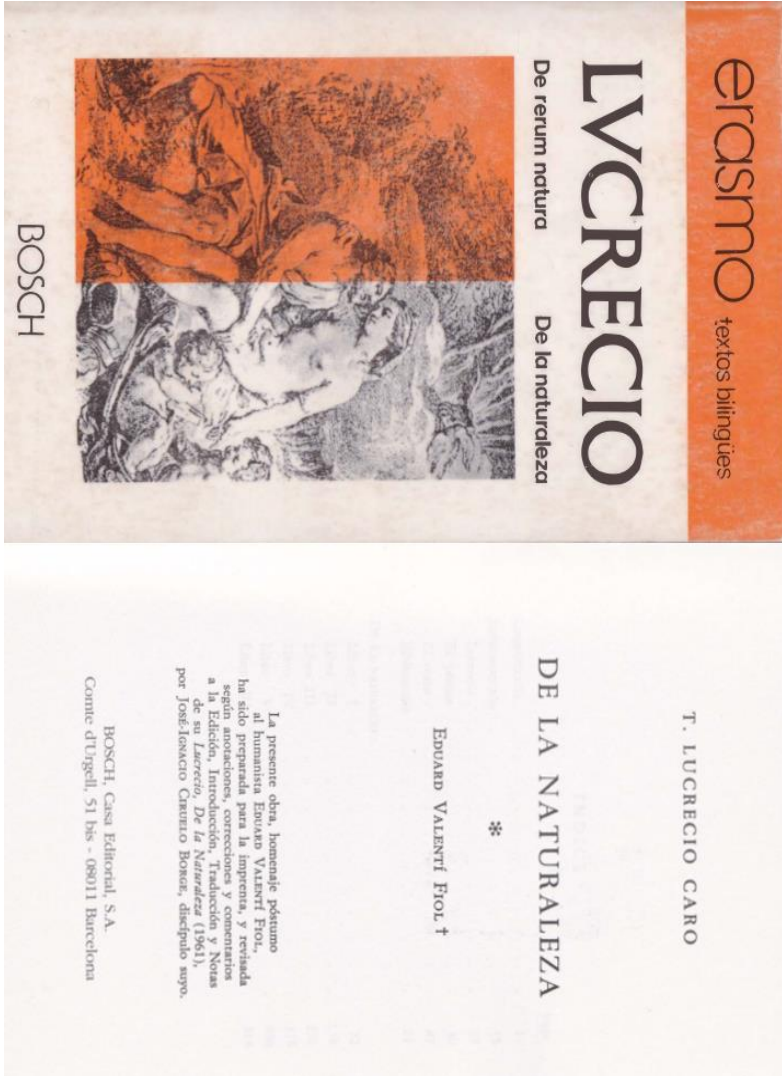 erasmo textos bilingües
LVCRECIO
De rerum natura De la naturaleza
BOSCH
T. LUCRECIO CARO
DE LA NATURALEZA
*
EDUARD VALENTÍ FIOL †
La presente obra, homenaje póstumo
al humanista EDUARD VALENTÍ FIOL,
ha sido preparada para la imprenta, y revisada
según anotaciones, correcciones y comentarios
a la Edición, Introducción, Traducción y Notas
de su Lucrecio, De la Naturaleza (1961),
por JOSÉ-IGNACIO CIRUELO BORGE, discípulo suyo.
BOSCH, Casa Editorial, S.A.
Comte d'Urgell, 51 bis - 08011 Barcelona